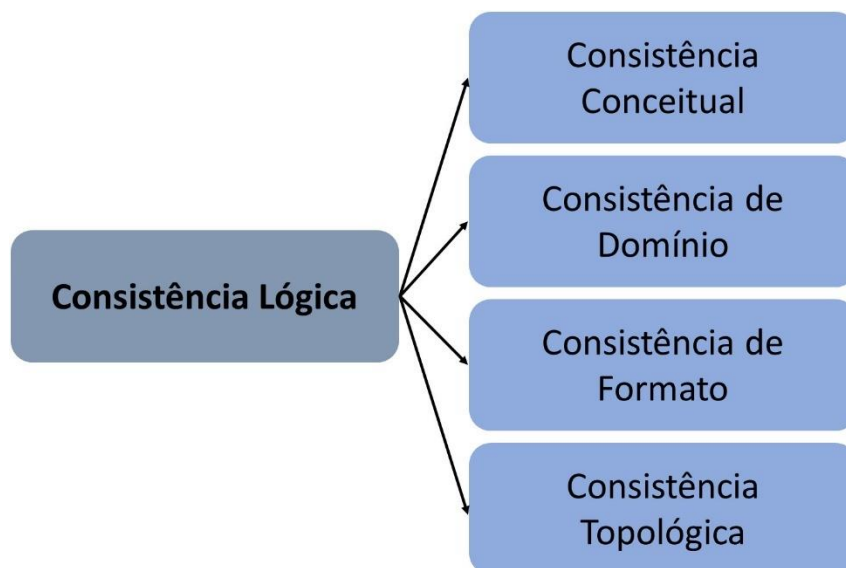 Consistência
Conceitual
Consistência de
Domínio
Consistência Lógica
Consistência de
Formato
Consistência
Topológica